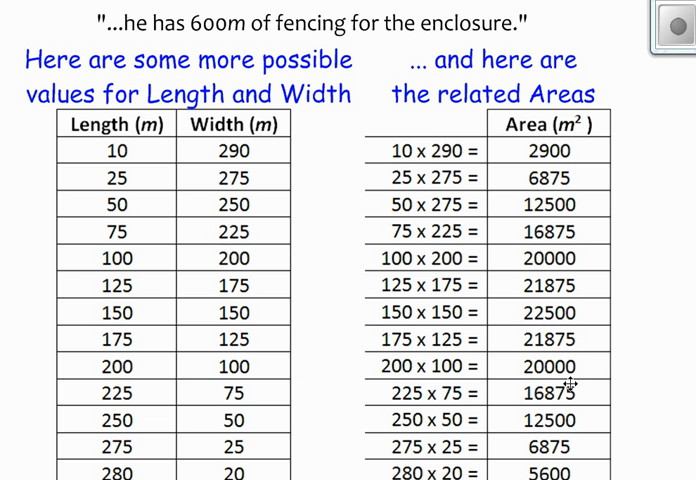 "...he has 600m of fencing for the enclosure."
Here are some more possible
values for Length and Width
... and here are
the related Areas
Length (m) Width (m)
10 290
25 275
50 250
75 225
100 200
125 175
150 150
175 125
200 100
225 75
250 50
275 25
280 20
Area (m² )
10 x 290 = 2900
25 x 275 = 6875
50 x 275 = 12500
75 x 225 = 16875
100 x 200 = 20000
125 x 175 = 21875
150 x 150 = 22500
175 x 125 = 21875
200 x 100 = 20000
225 x 75 = 16875
250 x 50 = 12500
275 x 25 = 6875
280 x 20 = 5600